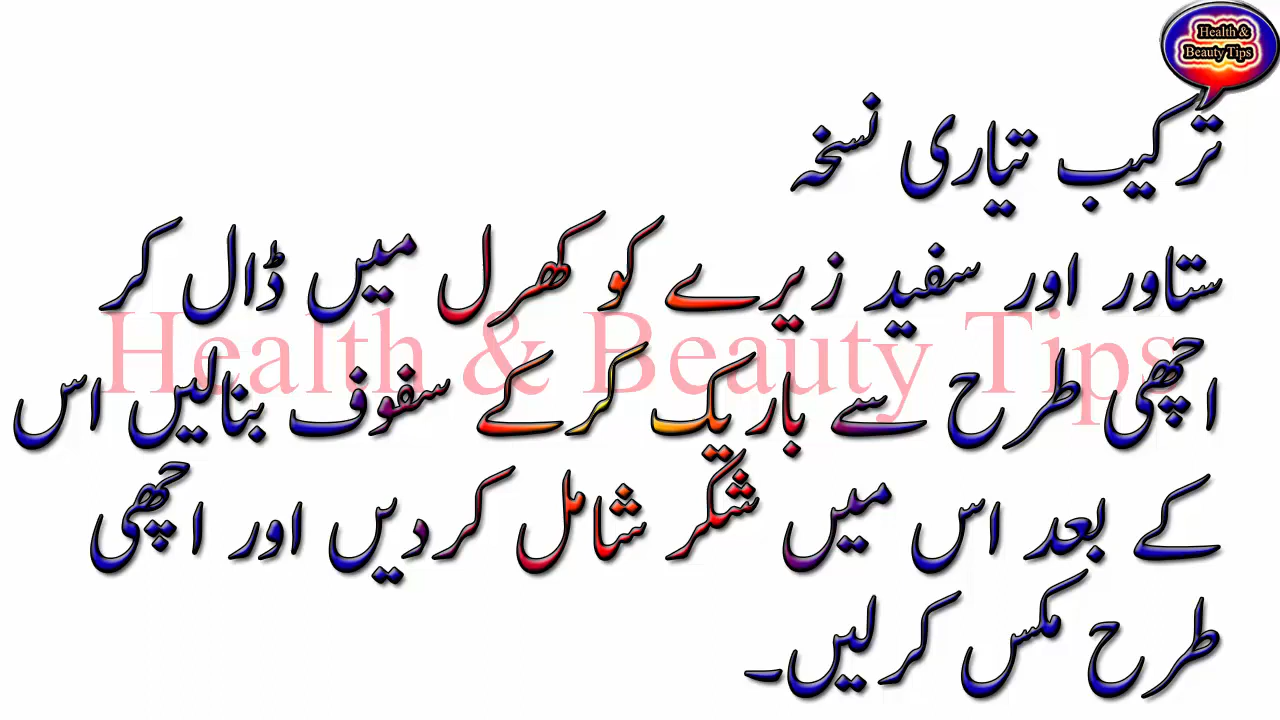 Health &
Beauty Tips
ترکیب تیاری نسخہ
ستاور اور سفید زیرے کو کھرل میں ڈال کر
Health & Beauty Tips
اچھی طرح سے باریک کرکے سفوف بنالیں اس
کے بعد اس میں شکر شامل کردیں اور اچھی
طرح مکس کرلیں۔